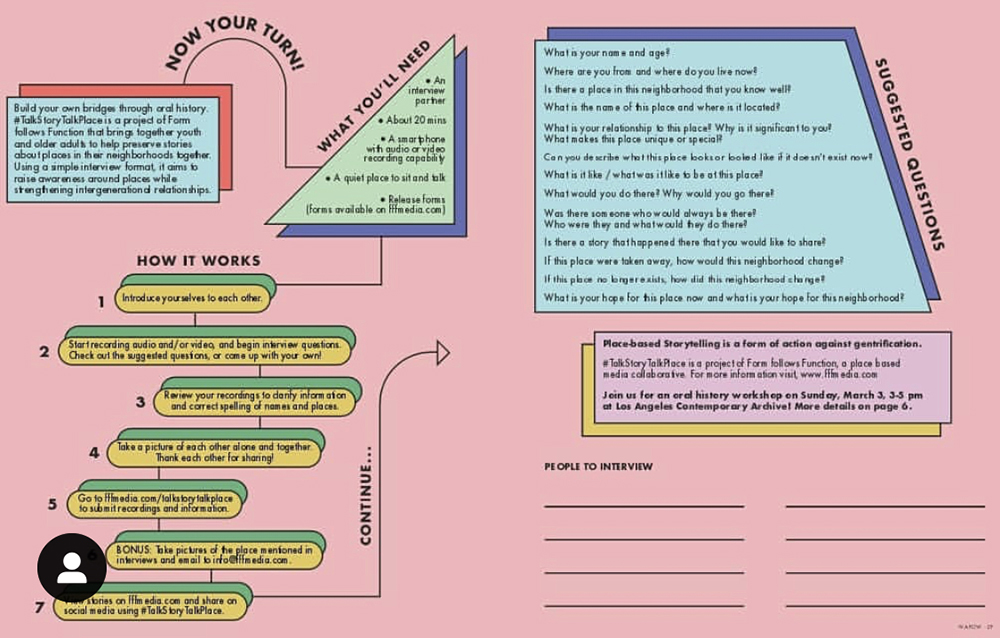 NOW YOUR TURN!
Build your own bridges through oral history.
#TalkStoryTalkPlace is a project of Form
follows Function that brings together youth
and older adults to help preserve stories
about places in their neighborhoods together.
Using a simple interview format, it aims to
raise awareness around places while
strengthening intergenerational relationships.
WHAT YOU'LL NEED
• An
interview
partner
• About 20 mins
• A smartphone
with audio or video
recording capability
• A quiet place to sit and talk
• Release forms
(forms available on fffmedia.com)
HOW IT WORKS
1 Introduce yourselves to each other.
2 Start recording audio and/or video, and begin interview questions.
Check out the suggested questions, or come up with your own!
3 Review your recordings to clarify information
and correct spelling of names and places.
4 Take a picture of each other alone and together.
Thank each other for sharing!
5 Go to fffmedia.com/talkstorytalkplace
to submit recordings and information.
6 BONUS: Take pictures of the place mentioned in
interviews and email to info@fffmedia.com.
7 stories on fffmedia.com and share on
social media using #TalkStoryTalkPlace.
CONTINUE...
SUGGESTED QUESTIONS
What is your name and age?
Where are you from and where do you live now?
Is there a place in this neighborhood that you know well?
What is the name of this place and where is it located?
What is your relationship to this place? Why is it significant to you?
What makes this place unique or special?
Can you describe what this place looks or looked like if it doesn't exist now?
What is it like / what was it like to be at this place?
What would you do there? Why would you go there?
Was there someone who would always be there?
Who were they and what would they do there?
Is there a story that happened there that you would like to share?
If this place were taken away, how would this neighborhood change?
If this place no longer exists, how did this neighborhood change?
What is your hope for this place now and what is your hope for this neighborhood?
Place-based Storytelling is a form of action against gentrification.
#TalkStoryTalkPlace is a project of Form follows Function, a place based
media collaborative. For more information visit, www.fffmedia.com
Join us for an oral history workshop on Sunday, March 3, 3-5 pm
at Los Angeles Contemporary Archive! More details on page 6.
PEOPLE TO INTERVIEW